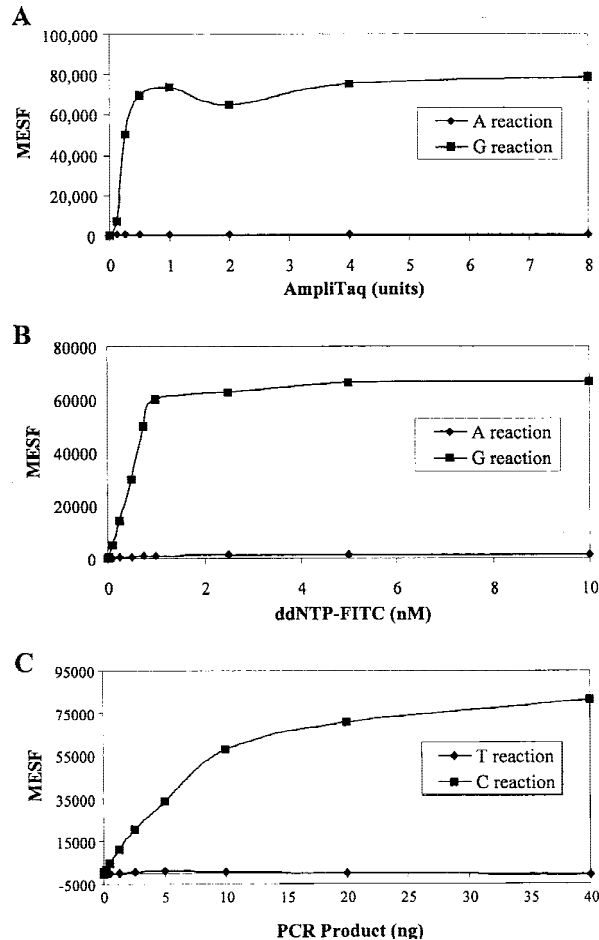 A
100,000
80,000
60,000
40,000
20,000
0
MESF
A reaction
G reaction
0 1 2 3 4 5 6 7 8
AmpliTaq (units)
B
80000
60000
40000
20000
0
MESF
A reaction
G reaction
0 2 4 6 8 10
ddNTP-FITC (nM)
C
95000
75000
55000
35000
15000
-5000
MESF
T reaction
C reaction
0 5 10 15 20 25 30 35 40
PCR Product (ng)